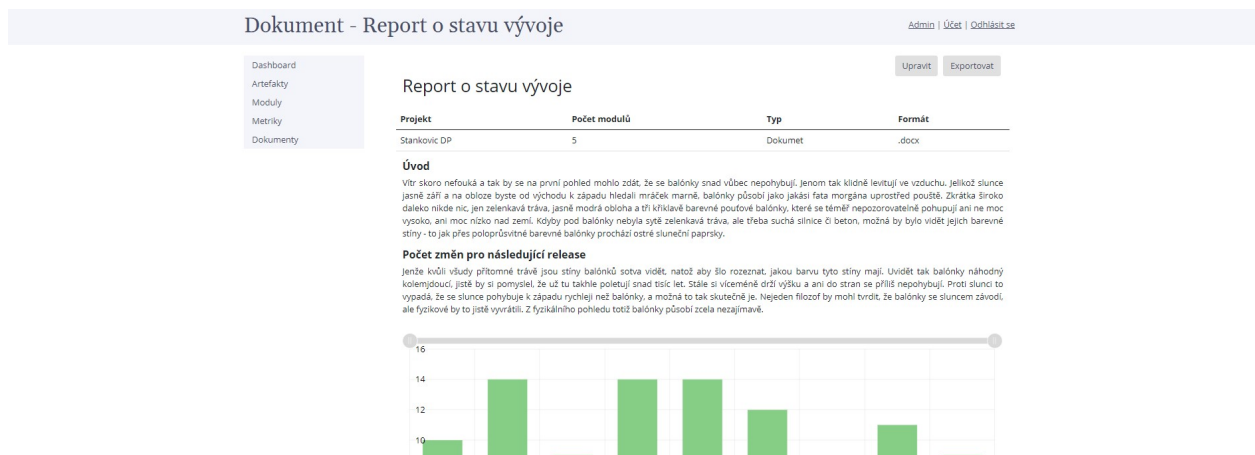 Dokument - Report o stavu vývoje
Admin | Účet | Odhlásit se
Dashboard
Artefakty
Moduly
Metriky
Dokumenty
Upravit Exportovat
Report o stavu vývoje
Projekt Počet modulů Typ Formát
Stankovic DP 5 Dokumet .docx
Úvod
Vítr skoro nefouká a tak by se na první pohled mohlo zdát, že se balónky snad vůbec nepohybují. Jenom tak klidně levitují ve vzduchu. Jelikož slunce
jasně září a na obloze byste od východu k západu hledali mráček marně, balónky působí jako jakási fata morgána uprostřed pouště. Zkrátka široko
daleko nikde nic, jen zelenkavá tráva, jasně modrá obloha a tři křiklavě barevné pouťové balónky, které se téměř nepozorovatelně pohupují ani ne moc
vysoko, ani moc nízko nad zemí. Kdyby pod balónky nebyla sytě zelenkavá tráva, ale třeba suchá silnice či beton, možná by bylo vidět jejich barevné
stíny - to jak přes poloprůsvitné barevné balónky prochází ostré sluneční paprsky.
Počet změn pro následující release
Jenže kvůli všudy přítomné trávě jsou stíny balónků sotva vidět, natož aby šlo rozeznat, jakou barvu tyto stíny mají. Uvidět tak balónky náhodný
kolemjdoucí, jistě by si pomyslel, že už tu takhle poletují snad tisíc let. Stále si víceméně drží výšku a ani do stran se příliš nepohybují. Proti slunci to
vypadá, že se slunce pohybuje k západu rychleji než balónky, a možná to tak skutečně je. Nejeden filozof by mohl tvrdit, že balónky se sluncem závodí,
ale fyzikové by to jistě vyvrátili. Z fyzikálního pohledu totiž balónky působí zcela nezajímavě.
16
14
12
10